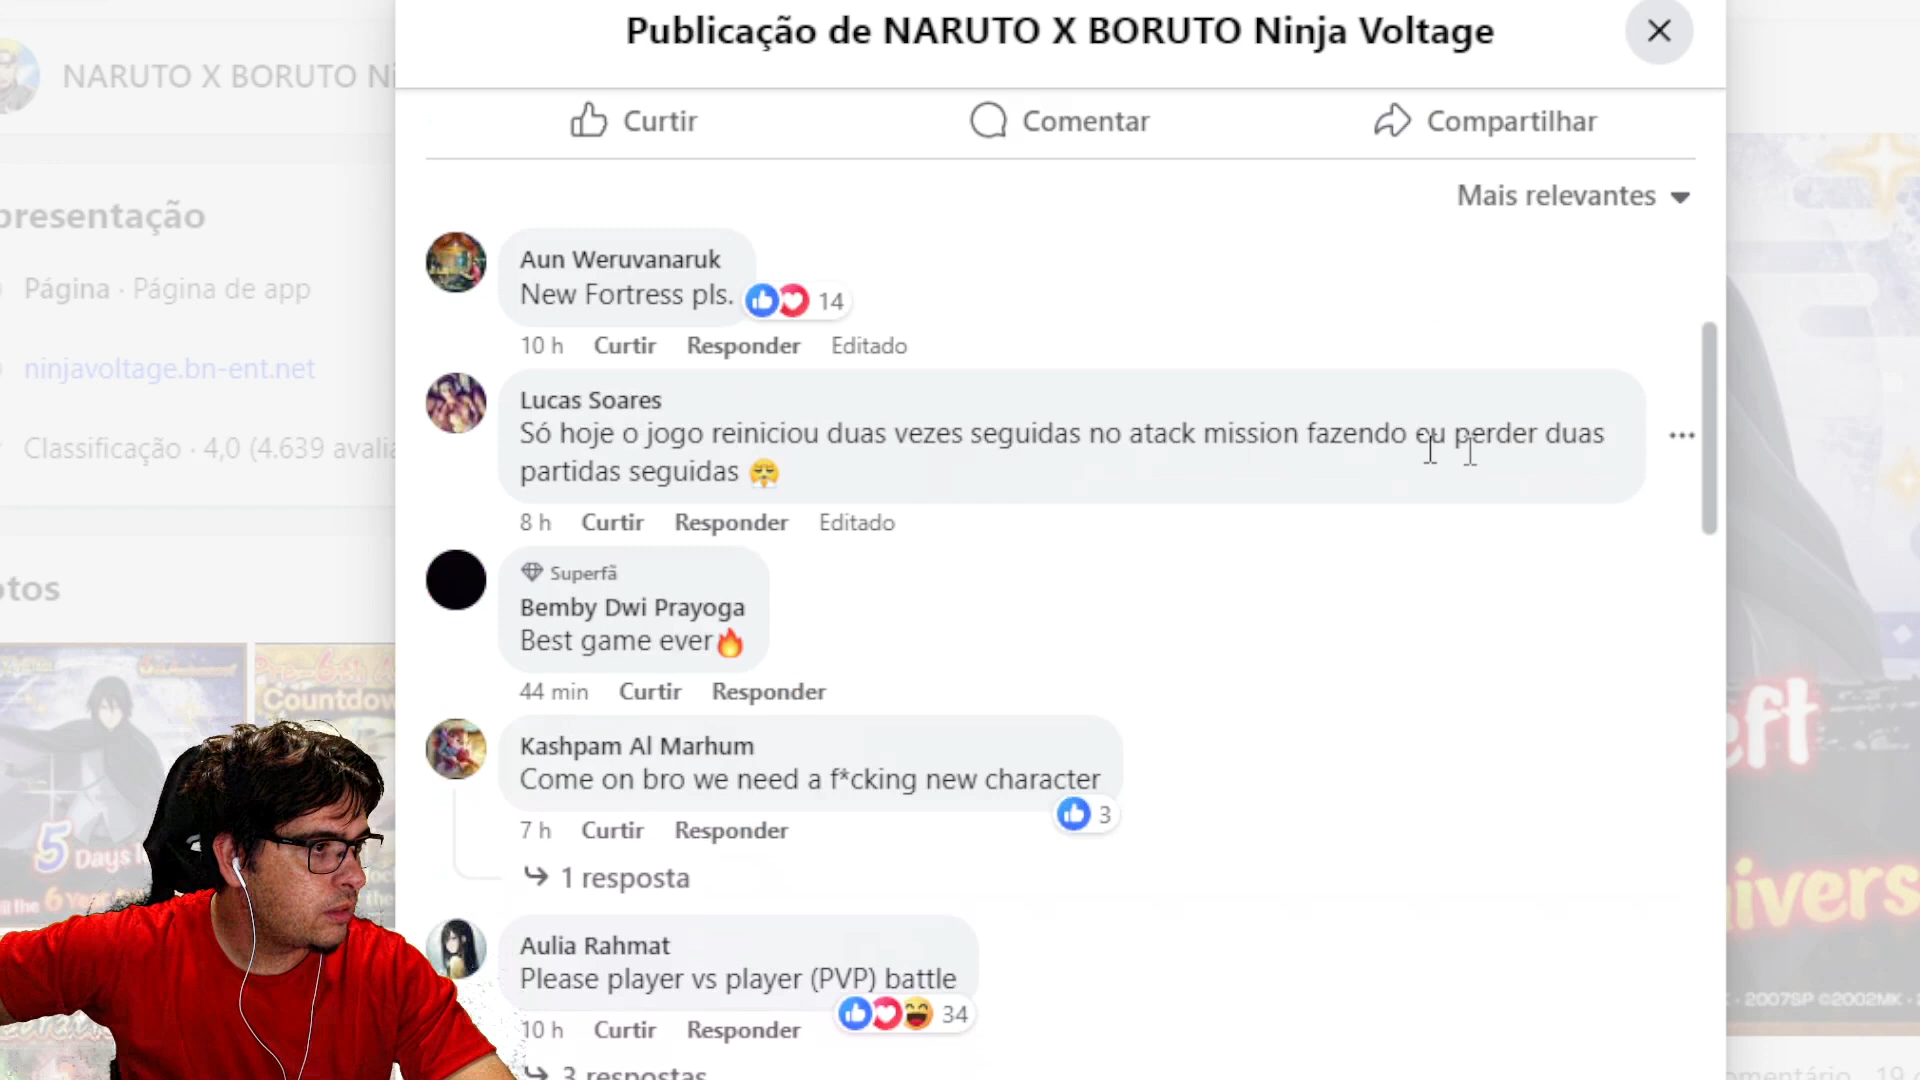 Publicação de NARUTO X BORUTO Ninja Voltage
NARUTO X BORUTO
Curtir
Comentar
Compartilhar
Mais relevantes
Página · Página de app
ninjavoltage.bn-ent.net
Classificação · 4,0 (4.639
Aun Weruvanaruk
New Fortress pls.
14
10 h Curtir Responder Editado
Lucas Soares
Só hoje o jogo reiniciou duas vezes seguidas no atack mission fazendo eu perder duas
partidas seguidas
8 h Curtir Responder Editado
Superfã
Bemby Dwi Prayoga
Best game ever
44 min Curtir Responder
Kashpam Al Marhum
Come on bro we need a f*cking new character
3
7 h Curtir Responder
1 resposta
Aulia Rahmat
Please player vs player (PVP) battle
34
10 h Curtir Responder
3 respostas
5 Days
2007SP ©2002MK